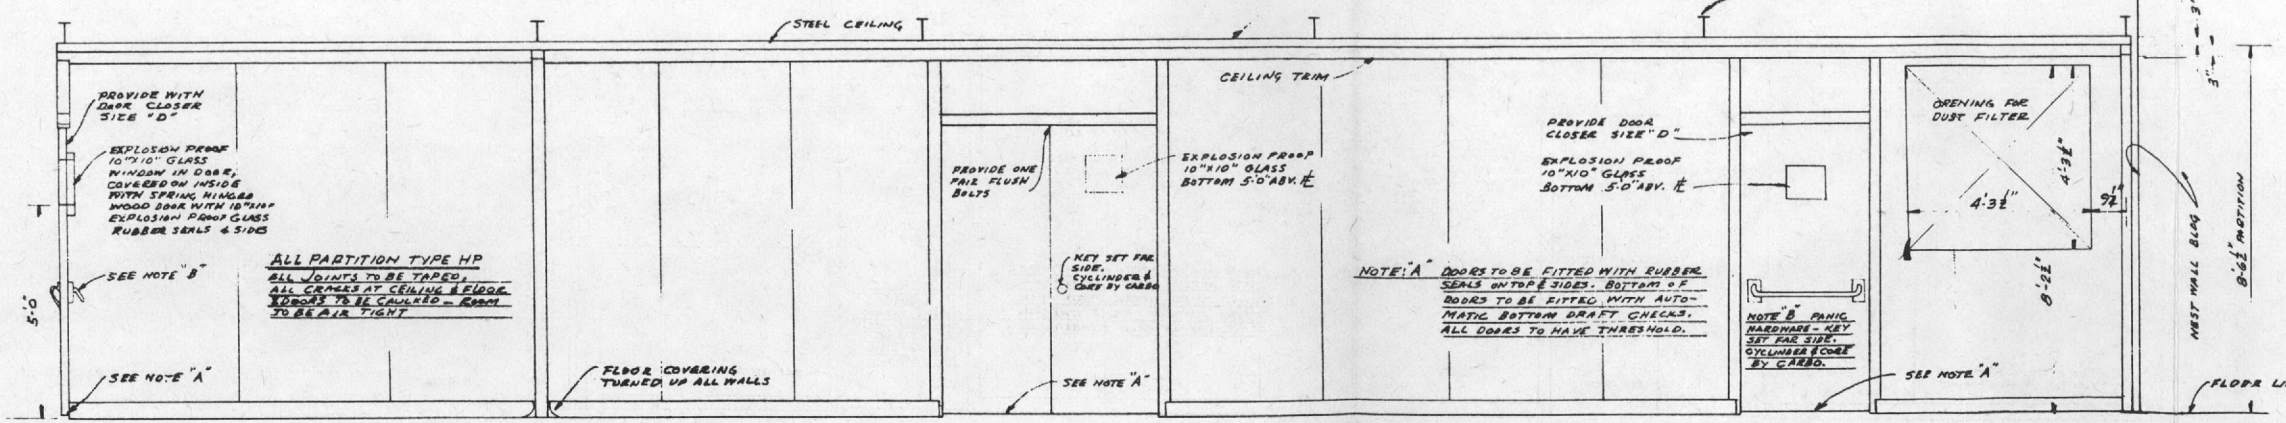 STEEL CEILING
CEILING TRIM
PROVIDE WITH
DOOR CLOSER
SIZE "D"
EXPLOSION PROOF
10"X10" GLASS
WINDOW IN DOOR,
COVERED ON INSIDE
WITH SPRING HINGED
WOOD DOOR WITH 10"X10"
EXPLOSION PROOF GLASS
RUBBER SEALS 4 SIDES
SEE NOTE "B"
5'-0"
SEE NOTE "A"
ALL PARTITION TYPE HP
ALL JOINTS TO BE TAPED,
ALL CRACKS AT CEILING & FLOOR
& DOORS TO BE CAULKED - ROOM
TO BE AIR TIGHT
FLOOR COVERING
TURNED UP ALL WALLS
PROVIDE ONE
PAIR FLUSH
BOLTS
EXPLOSION PROOF
10"X10" GLASS
BOTTOM 5'-0" ABV. FL
KEY SET FAR
SIDE.
CYCLINDER &
CORE BY CARBO
SEE NOTE "A"
NOTE: "A" DOORS TO BE FITTED WITH RUBBER
SEALS ON TOP & SIDES. BOTTOM OF
DOORS TO BE FITTED WITH AUTO-
MATIC BOTTOM DRAFT CHECKS.
ALL DOORS TO HAVE THRESHOLD.
PROVIDE DOOR
CLOSER SIZE "D"
EXPLOSION PROOF
10"X10" GLASS
BOTTOM 5'-0" ABV. FL
NOTE "B" PANIC
HARDWARE - KEY
SET FAR SIDE.
CYCLINDER & CORE
BY CARBO.
SEE NOTE "A"
OPENING FOR
DUST FILTER
4'-3½"
4'-3½"
9½"
8'-2½"
WEST WALL BLDG
8'-6½" PARTITION
3"
3"
FLOOR